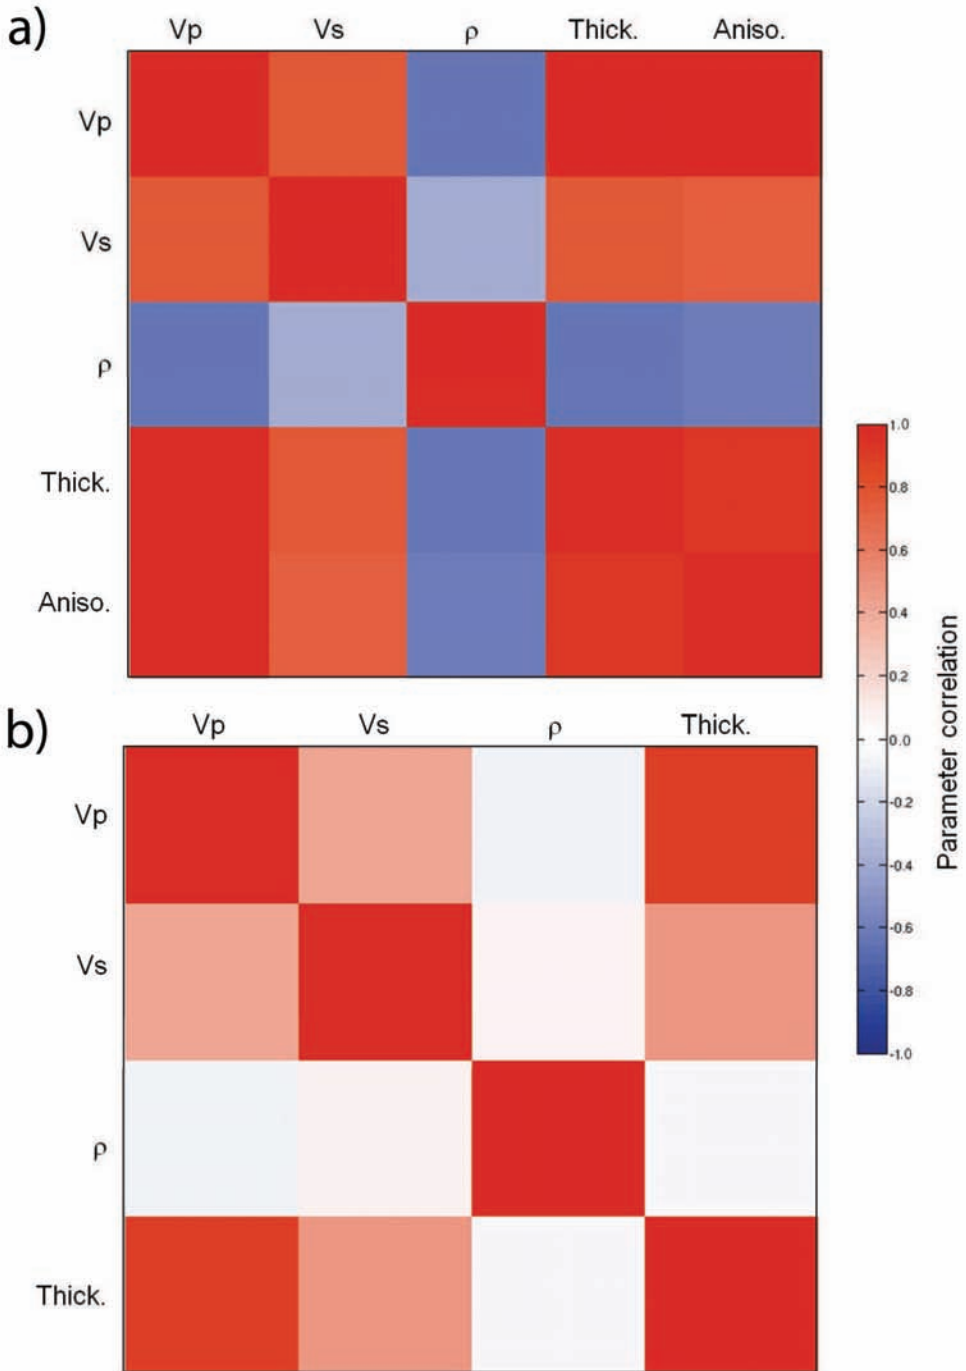 a)
Vp Vs ρ Thick. Aniso.
Vp
Vs
ρ
Thick.
Aniso.
1.0
0.8
0.6
0.4
0.2
0.0
-0.2
-0.4
-0.6
-0.8
-1.0
Parameter correlation
b)
Vp Vs ρ Thick.
Vp
Vs
ρ
Thick.